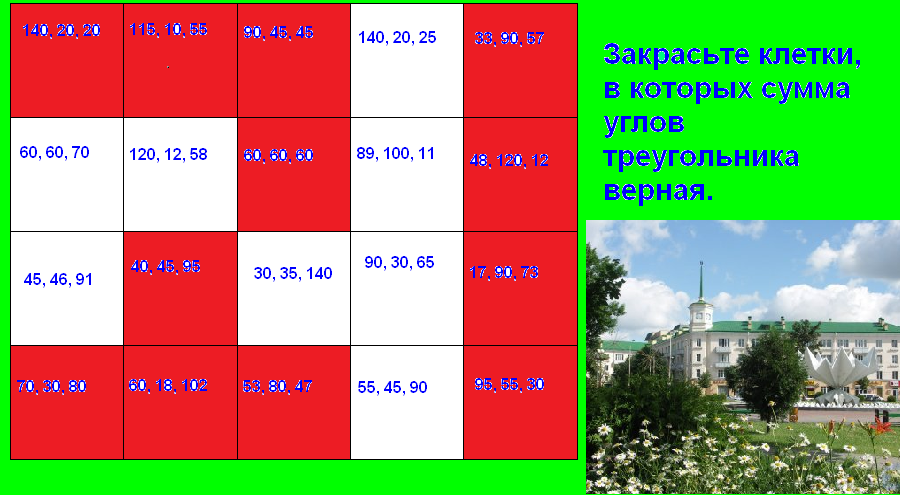 140, 20, 20 115, 10, 55 90, 45, 45 140, 20, 25 33, 90, 57
60, 60, 70 120, 12, 58 60, 60, 60 89, 100, 11 48, 120, 12
45, 46, 91 40, 45, 95 30, 35, 140 90, 30, 65 17, 90, 73
70, 30, 80 60, 18, 102 53, 80, 47 55, 45, 90 95, 55, 30
Закрасьте клетки,
в которых сумма
углов
треугольника
верная.